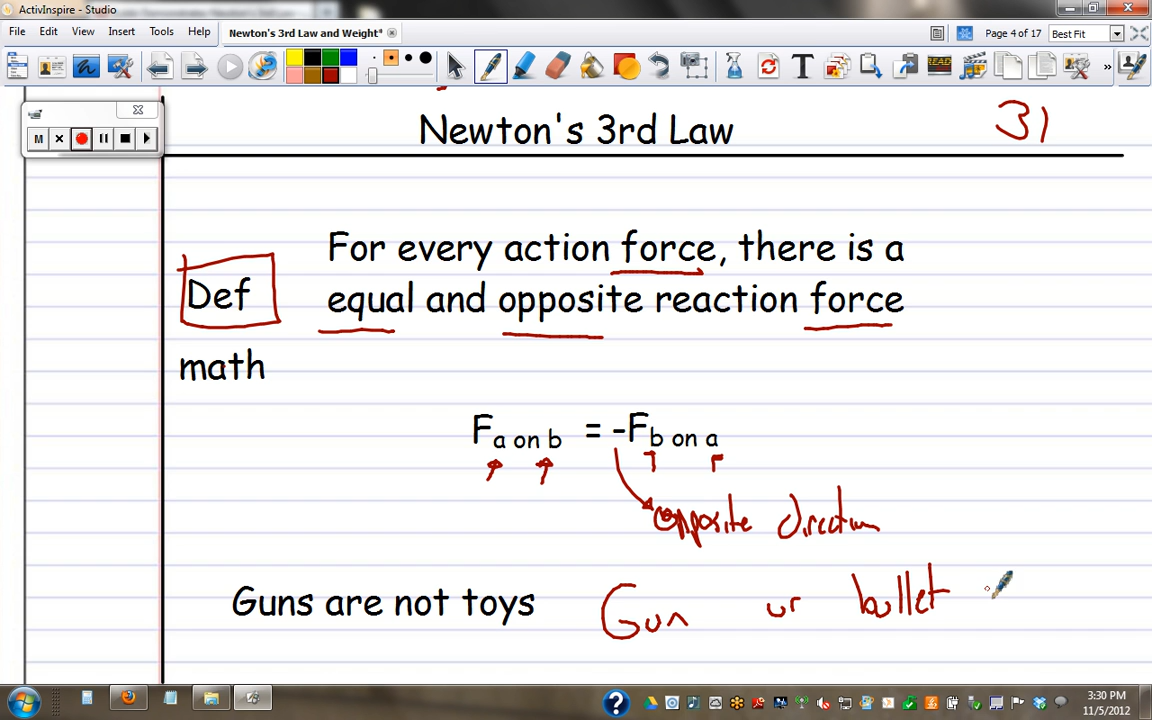 ActivInspire - Studio
File Edit View Insert Tools Help
Newton's 3rd Law and Weight*
Page 4 of 17
Best Fit
M
Newton's 3rd Law
31
For every action force, there is a
Def
equal and opposite reaction force
math
Fa on b = -Fb on a
opposite direction
Guns are not toys
Gun or bullet
3:30 PM
11/5/2012